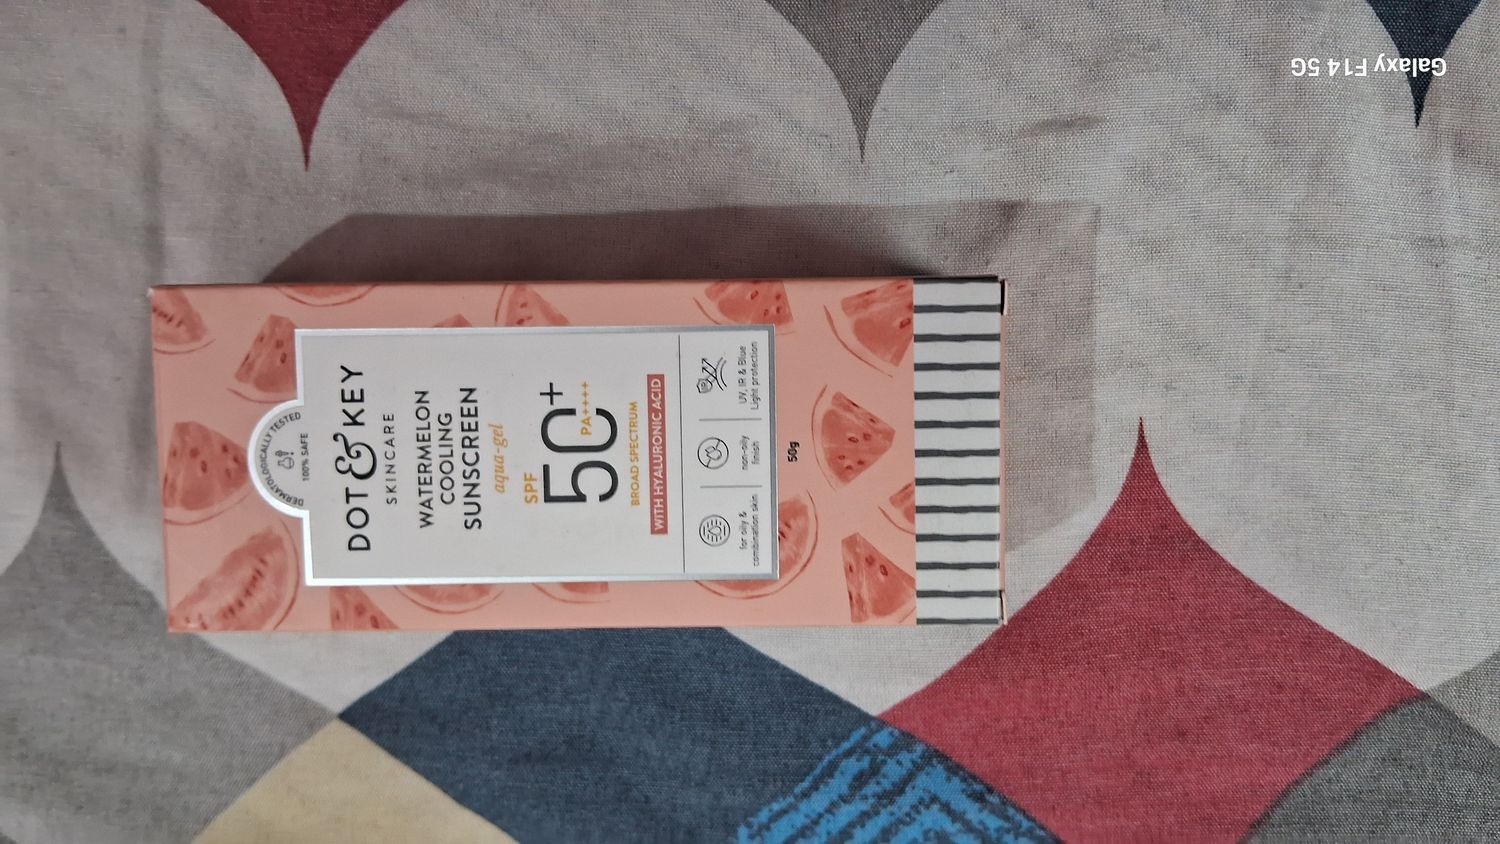 DERMATOLOGICALLY TESTED
100% SAFE
DOT & KEY
SKINCARE
WATERMELON
COOLING
SUNSCREEN
aqua-gel
SPF
50+
PA++++
BROAD SPECTRUM
WITH HYALURONIC ACID
for oily &
combination skin
non-oily
finish
UV, IR & Blue
Light protection
50g
Galaxy F14 5G